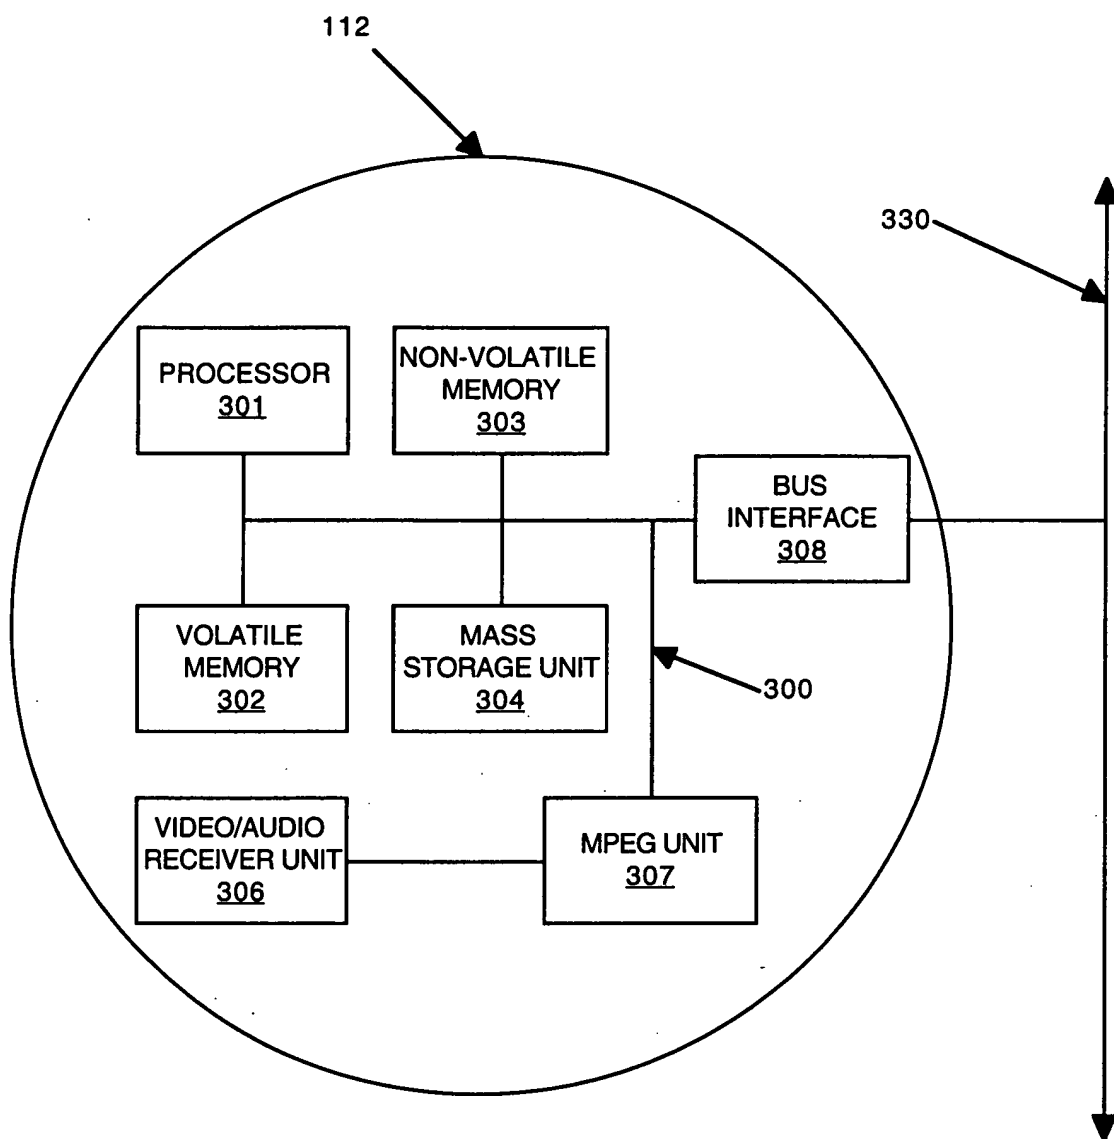 112
330
PROCESSOR
301
NON-VOLATILE
MEMORY
303
BUS
INTERFACE
308
VOLATILE
MEMORY
302
MASS
STORAGE UNIT
304
300
VIDEO/AUDIO
RECEIVER UNIT
306
MPEG UNIT
307